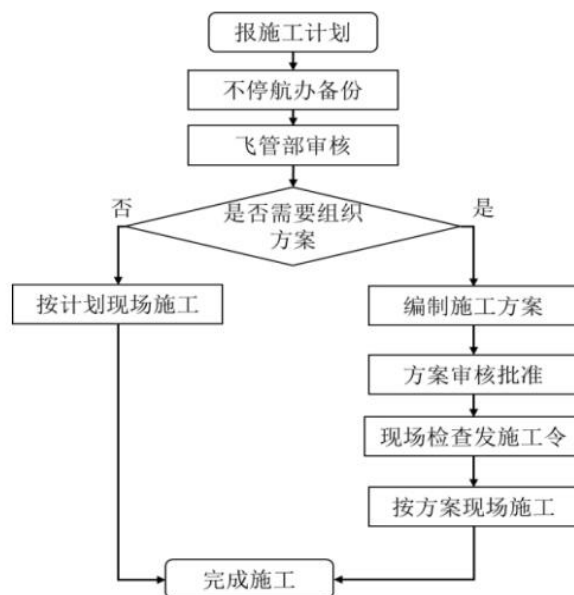 报施工计划
不停航办备份
飞管部审核
是否需要组织
方案
否
是
按计划现场施工
编制施工方案
方案审核批准
现场检查发施工令
按方案现场施工
完成施工